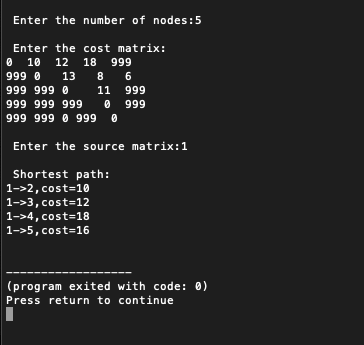 Enter the number of nodes:5
Enter the cost matrix:
0 10 12 18 999
999 0 13 8 6
999 999 0 11 999
999 999 999 0 999
999 999 0 999 0
Enter the source matrix:1
Shortest path:
1->2,cost=10
1->3,cost=12
1->4,cost=18
1->5,cost=16
------------------
(program exited with code: 0)
Press return to continue